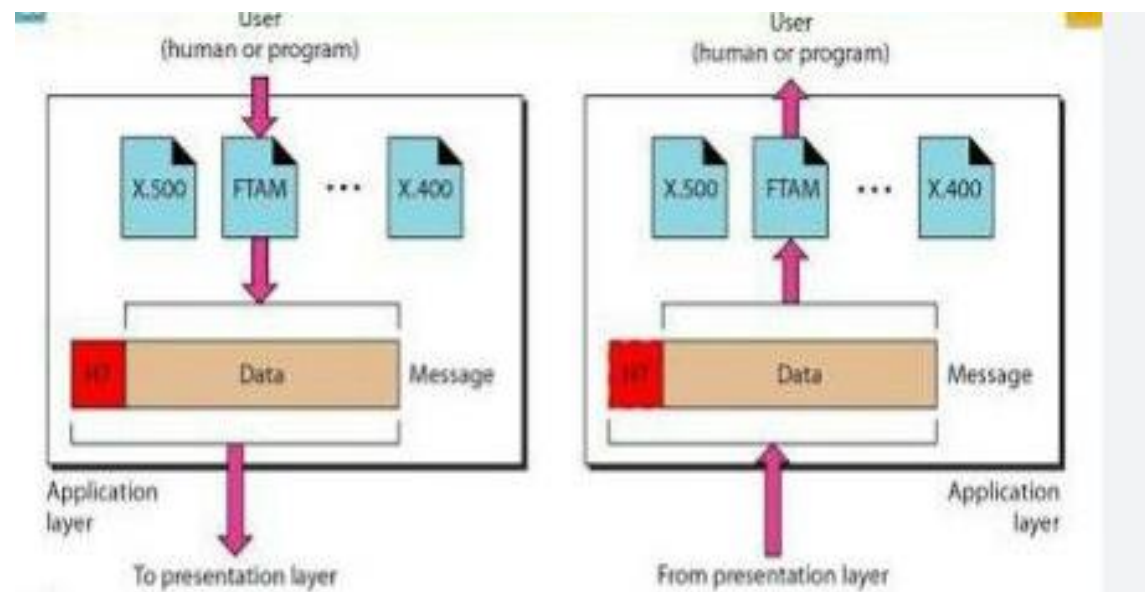 User
(human or program)
X.500
FTAM
...
X.400
H7
Data
Message
Application
layer
To presentation layer
User
(human or program)
X.500
FTAM
...
X.400
H7
Data
Message
Application
layer
From presentation layer